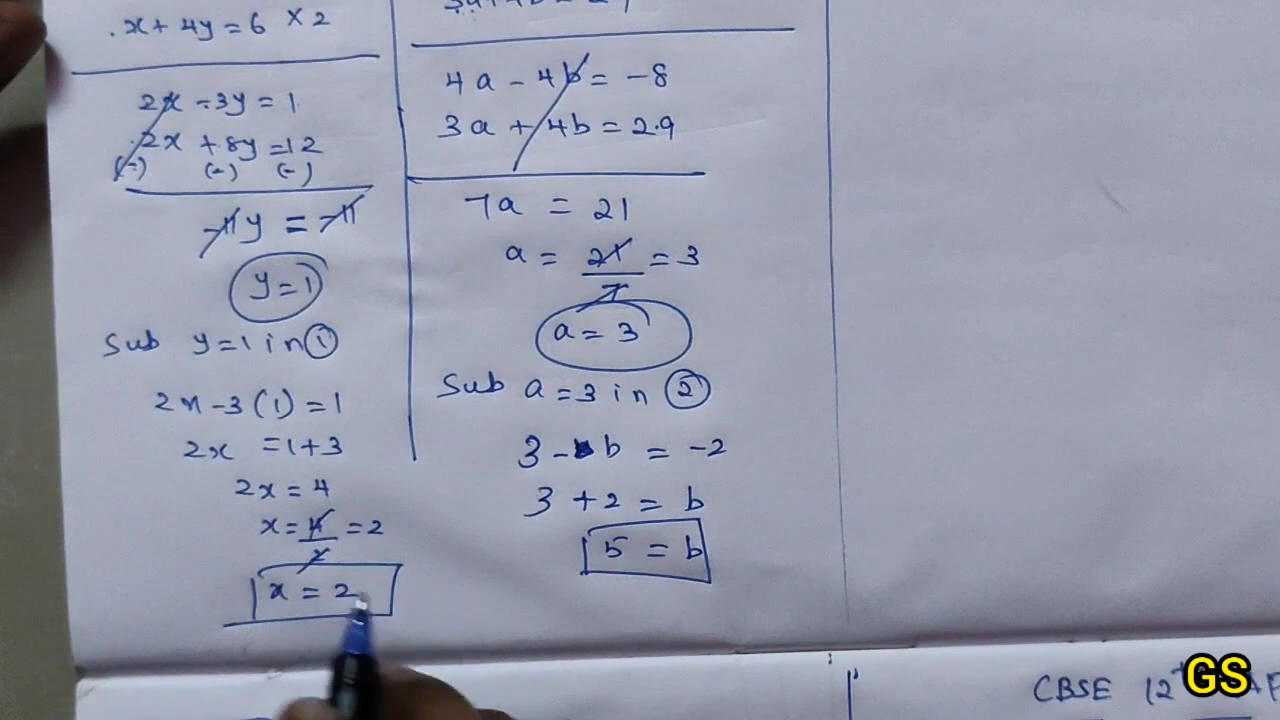 x + 4y = 6 × 2
2x - 3y = 1
2x + 8y = 12
(-) (-) (-)
-11y = -11
y = 1
Sub y = 1 in ①
2x - 3(1) = 1
2x = 1 + 3
2x = 4
x = 4/2 = 2
x = 2
4a - 4b = -8
3a + 4b = 29
7a = 21
a = 21/7 = 3
a = 3
Sub a = 3 in ②
3 - b = -2
3 + 2 = b
5 = b
CBSE 12
GS